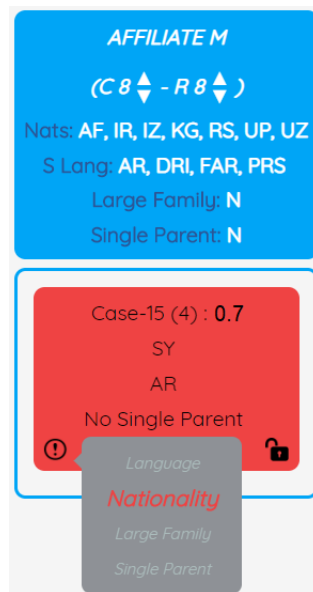 AFFILIATE M
(C 8 - R 8 )
Nats: AF, IR, IZ, KG, RS, UP, UZ
S Lang: AR, DRI, FAR, PRS
Large Family: N
Single Parent: N
Case-15 (4) : 0.7
SY
AR
No Single Parent
Language
Nationality
Large Family
Single Parent